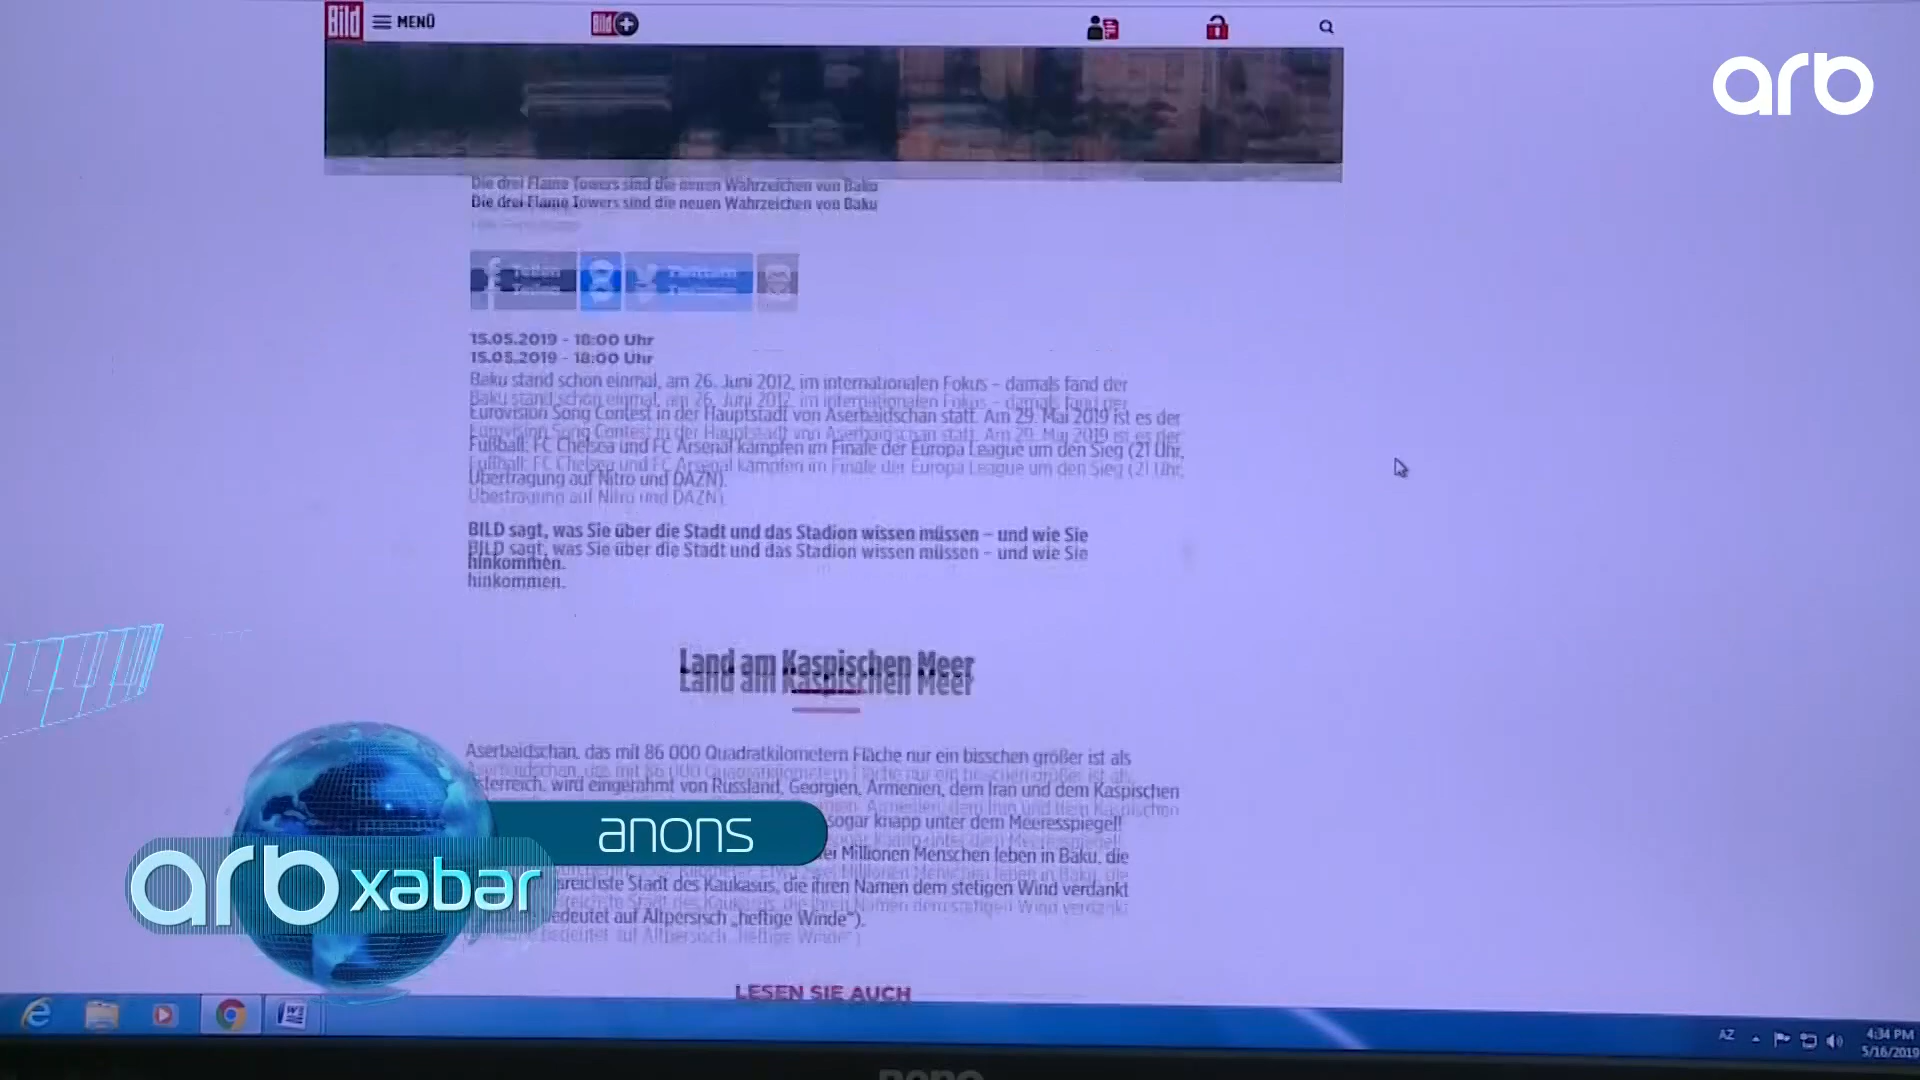 Bild MENÜ Bild+
arb
Die drei Flame Towers sind die neuen Wahrzeichen von Baku
Teilen Twittern
15.05.2019 - 18:00 Uhr
Baku stand schon einmal, am 26. Juni 2012, im internationalen Fokus – damals fand der
Eurovision Song Contest in der Hauptstadt von Aserbaidschan statt. Am 29. Mai 2019 ist es der
Fußball: FC Chelsea und FC Arsenal kämpfen im Finale der Europa League um den Sieg (21 Uhr,
Übertragung auf Nitro und DAZN).
BILD sagt, was Sie über die Stadt und das Stadion wissen müssen – und wie Sie
hinkommen.
Land am Kaspischen Meer
Aserbaidschan, das mit 86 000 Quadratkilometern Fläche nur ein bisschen größer ist als
Österreich, wird eingerahmt von Russland, Georgien, Armenien, dem Iran und dem Kaspischen
sogar knapp unter dem Meeresspiegel!
Millionen Menschen leben in Baku, die
Stadt des Kaukasus, die ihren Namen dem stetigen Wind verdankt
bedeutet auf Altpersisch „heftige Winde“).
anons
arb xabar
LESEN SIE AUCH
AZ
4:34 PM
5/16/2019